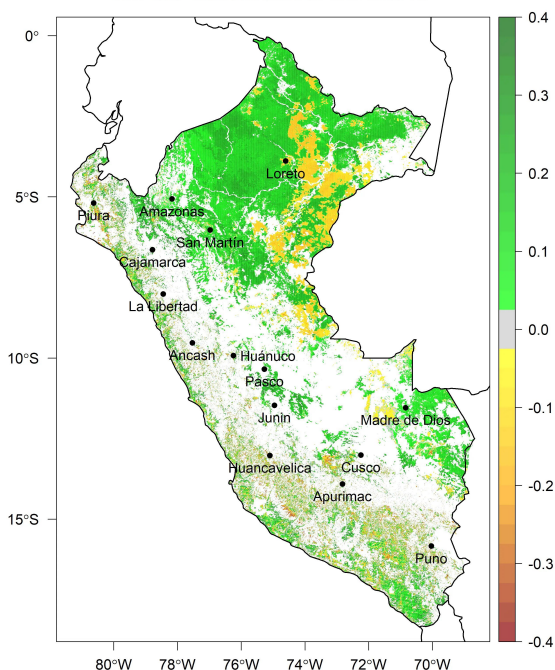 0°
5°S
10°S
15°S
80°W
78°W
76°W
74°W
72°W
70°W
Loreto
Piura
Amazonas
San Martín
Cajamarca
La Libertad
Ancash
Huánuco
Pasco
Junin
Madre de Dios
Huancavelica
Cusco
Apurimac
Puno
0.4
0.3
0.2
0.1
0.0
-0.1
-0.2
-0.3
-0.4